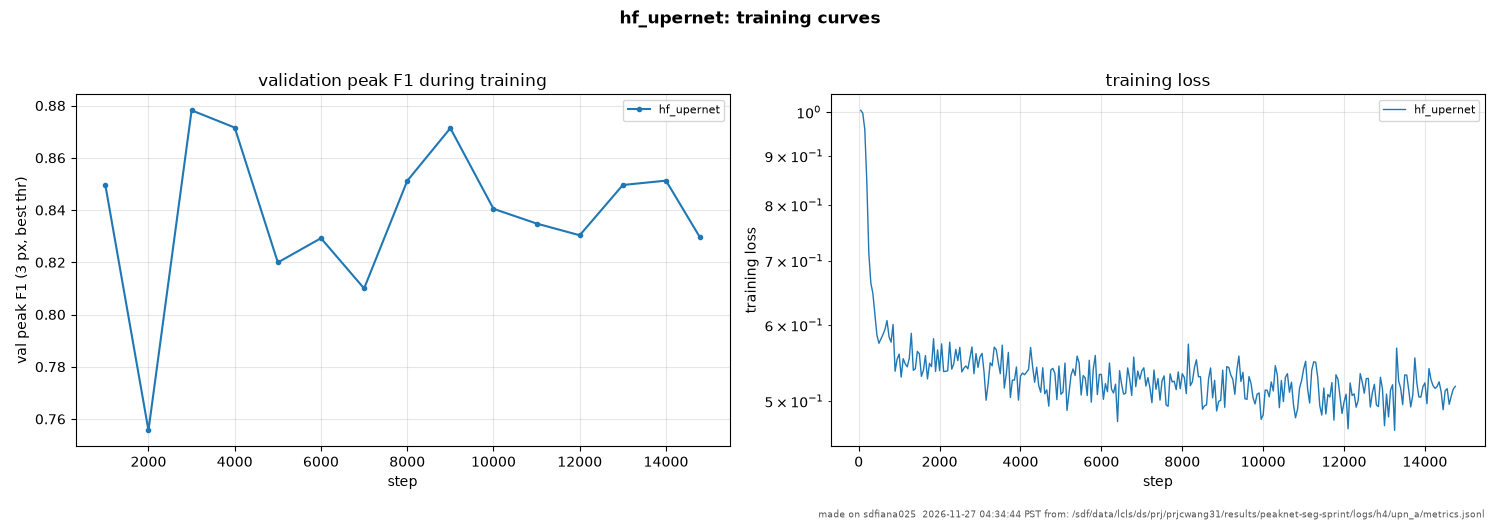 hf_upernet: training curves
validation peak F1 during training
val peak F1 (3 px, best thr)
0.88
0.86
0.84
0.82
0.80
0.78
0.76
2000
4000
6000
8000
10000
12000
14000
step
hf_upernet
training loss
training loss
10⁰
9 × 10⁻¹
8 × 10⁻¹
7 × 10⁻¹
6 × 10⁻¹
5 × 10⁻¹
0
2000
4000
6000
8000
10000
12000
14000
step
hf_upernet
made on sdfiana025 2026-11-27 04:34:44 PST from: /sdf/data/lcls/ds/prj/prjcwang31/results/peaknet-seg-sprint/logs/h4/upn_a/metrics.jsonl